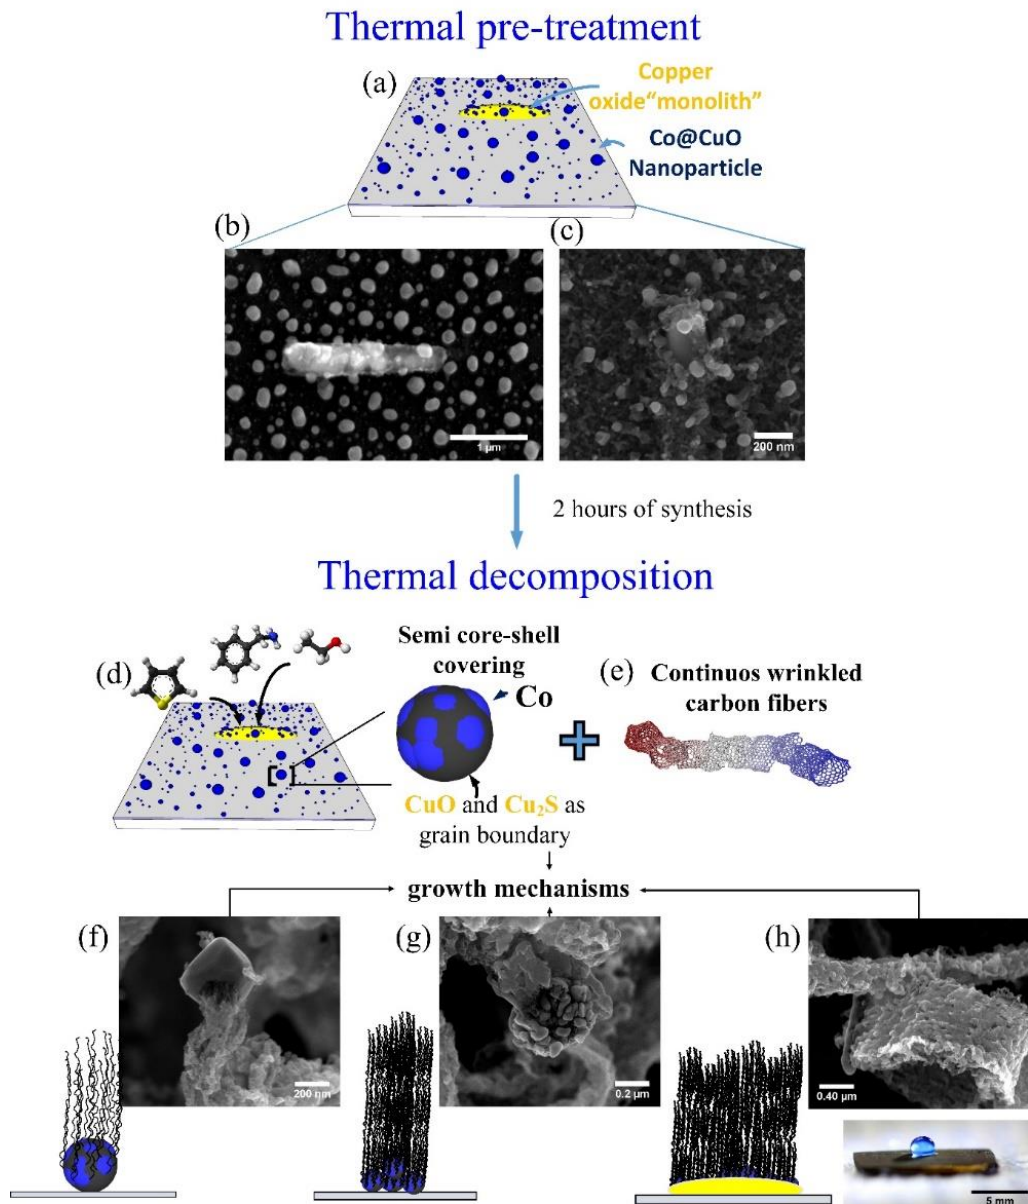 Thermal pre-treatment
(a)
Copper
oxide“monolith”
Co@CuO
Nanoparticle
(b)
(c)
1 µm
200 nm
2 hours of synthesis
Thermal decomposition
(d)
Semi core-shell
covering
Co
(e)
Continuos wrinkled
carbon fibers
CuO and Cu₂S as
grain boundary
growth mechanisms
(f)
(g)
(h)
200 nm
0.2 µm
0.40 µm
5 mm